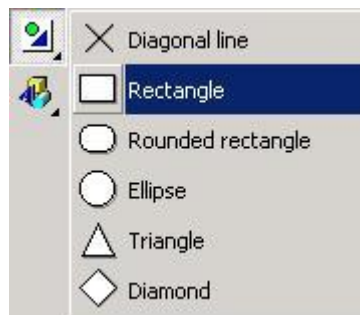 Diagonal line
Rectangle
Rounded rectangle
Ellipse
Triangle
Diamond